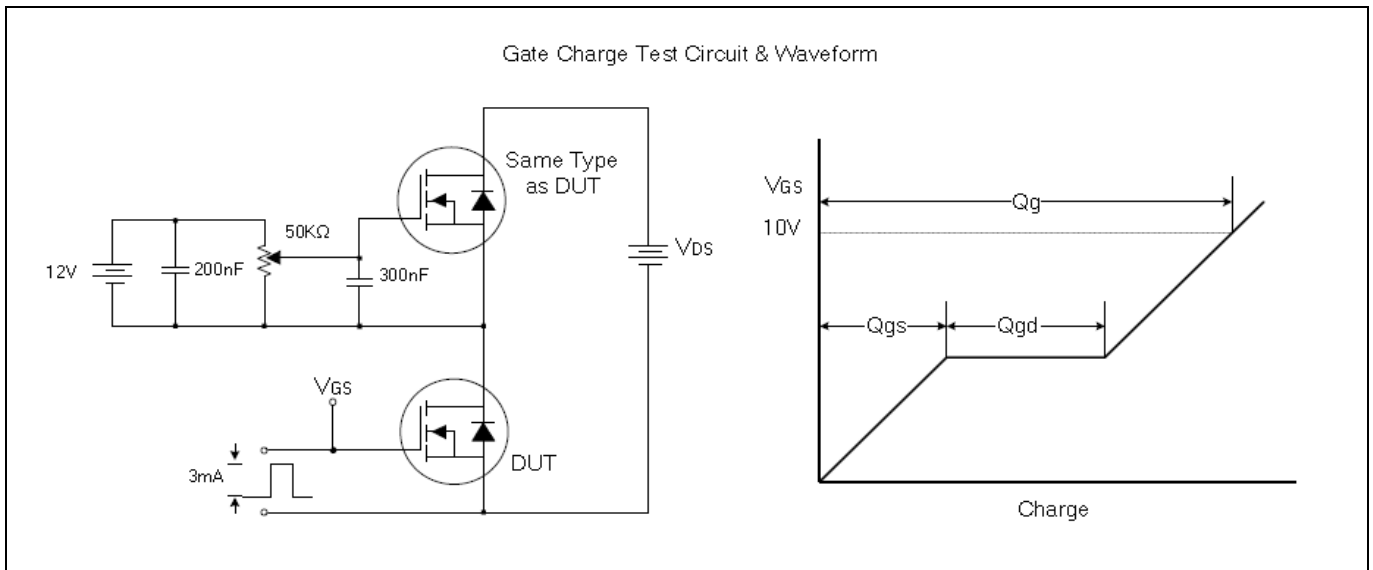 Gate Charge Test Circuit & Waveform
Same Type
as DUT
50KΩ
12V
200nF
300nF
VDS
VGS
DUT
3mA
VGS
10V
Qg
Qgs
Qgd
Charge